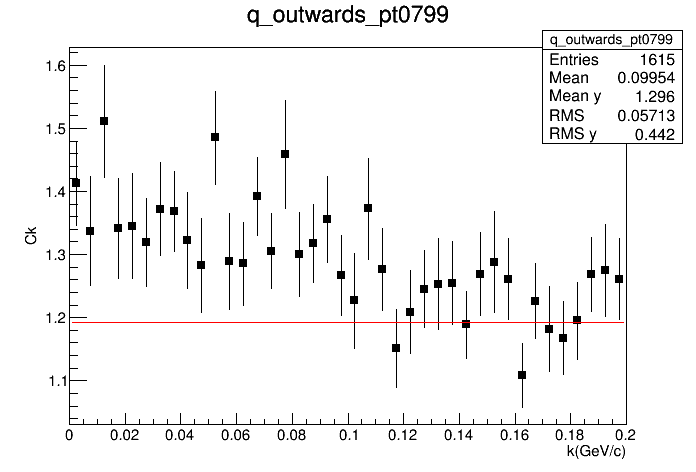 q_outwards_pt0799
q_outwards_pt0799
Entries 1615
Mean 0.09954
Mean y 1.296
RMS 0.05713
RMS y 0.442
1.6
1.5
1.4
1.3
1.2
1.1
Ck
0 0.02 0.04 0.06 0.08 0.1 0.12 0.14 0.16 0.18 0.2
k(GeV/c)